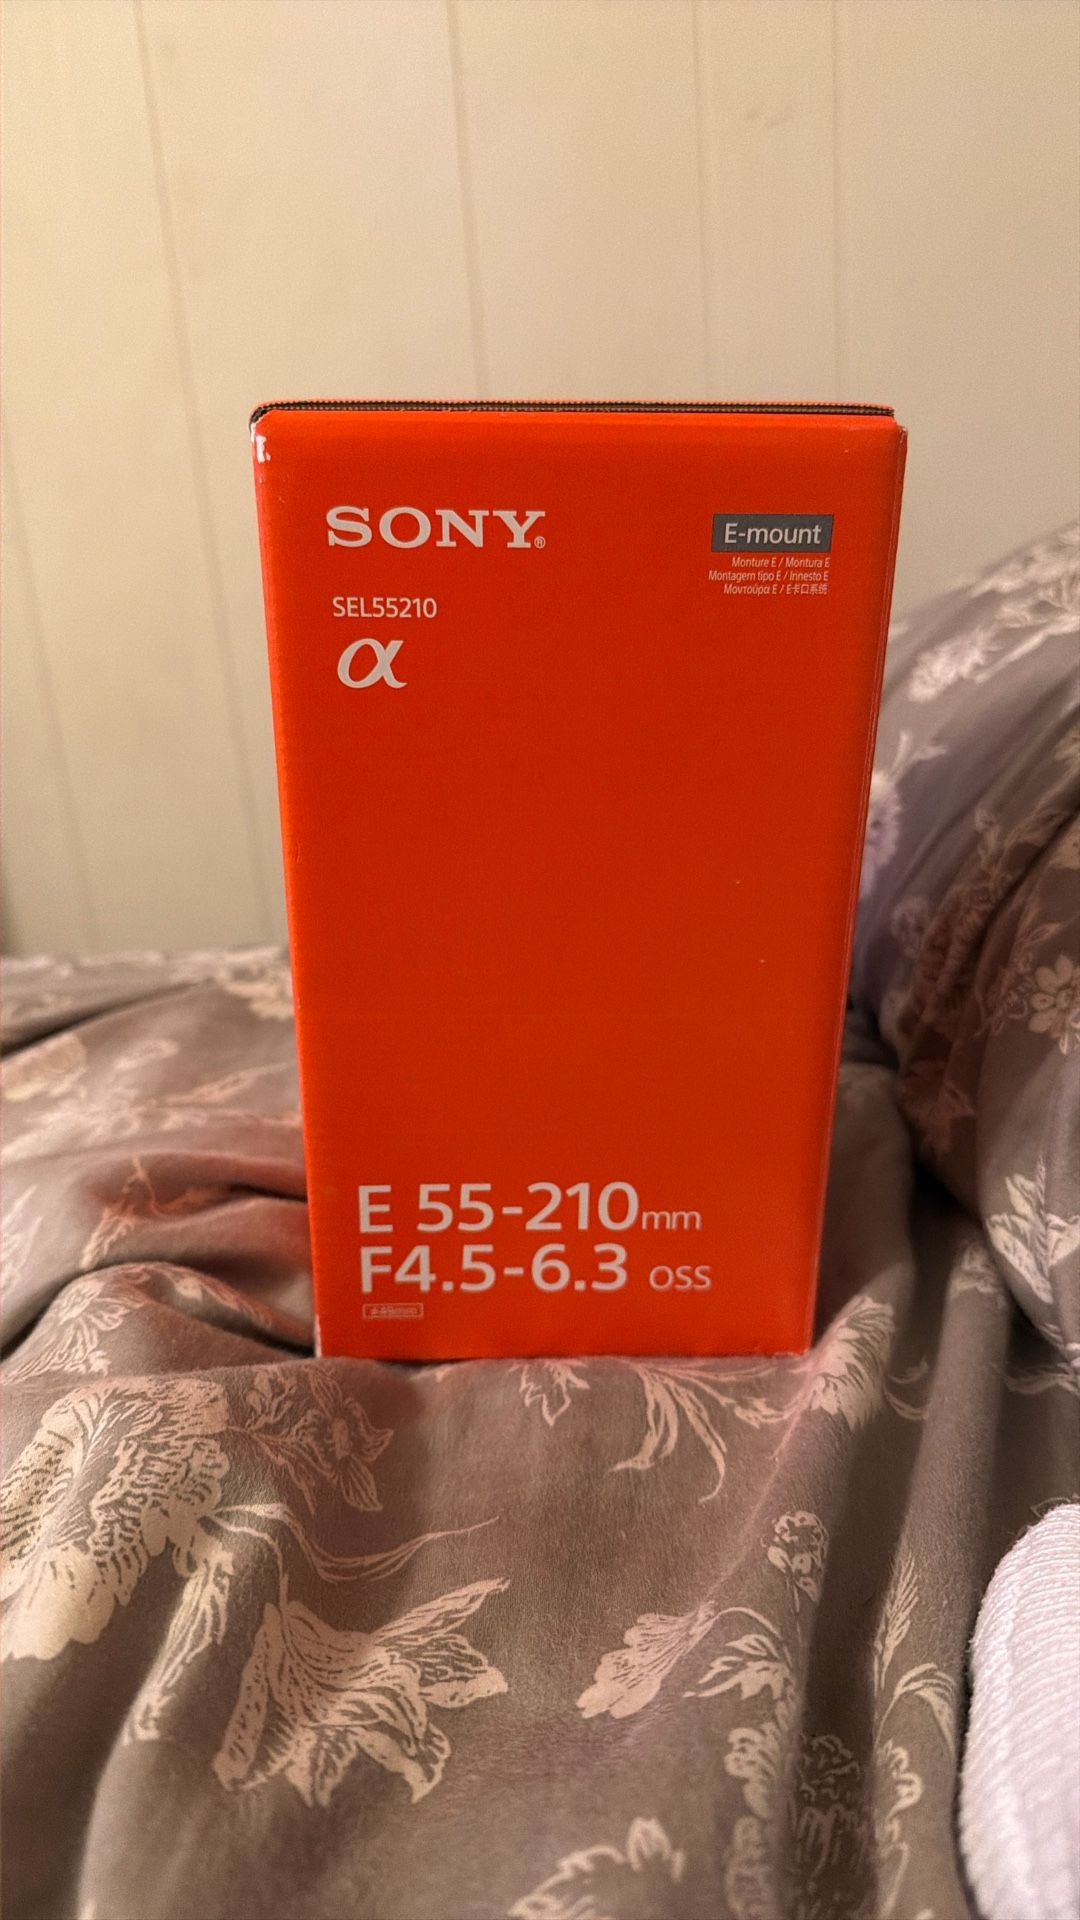 SONY®
E-mount
Monture E / Montura E
Montagem tipo E / Innesto E
Μοντούρα E / E卡口系统
SEL55210
α
E 55-210mm
F4.5-6.3 OSS